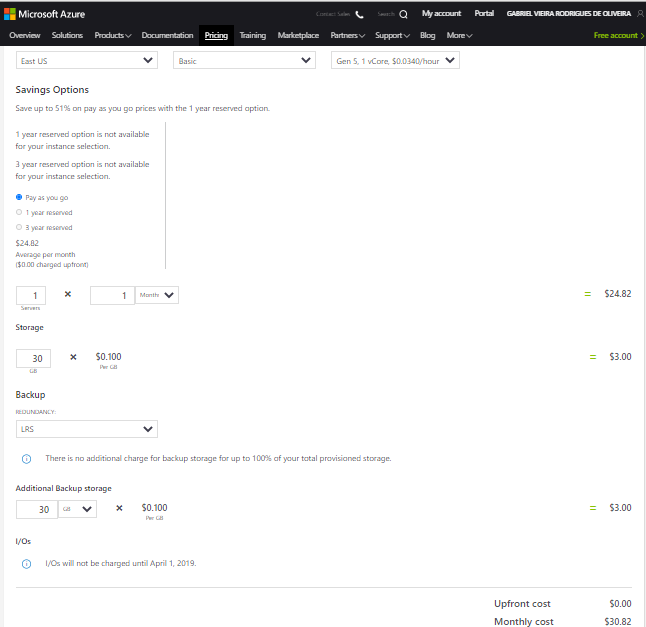 Microsoft Azure
Contact Sales
Search
My account
Portal
GABRIEL VIEIRA RODRIGUES DE OLIVEIRA
Overview
Solutions
Products
Documentation
Pricing
Training
Marketplace
Partners
Support
Blog
More
Free account
East US
Basic
Gen 5, 1 vCore, $0.0340/hour
Savings Options
Save up to 51% on pay as you go prices with the 1 year reserved option.
1 year reserved option is not available
for your instance selection.
3 year reserved option is not available
for your instance selection.
Pay as you go
1 year reserved
3 year reserved
$24.82
Average per month
($0.00 charged upfront)
1 × 1 Month = $24.82
Servers
Storage
30 × $0.100 = $3.00
GB Per GB
Backup
REDUNDANCY:
LRS
There is no additional charge for backup storage for up to 100% of your total provisioned storage.
Additional Backup storage
30 GB × $0.100 = $3.00
Per GB
I/Os
I/Os will not be charged until April 1, 2019.
Upfront cost $0.00
Monthly cost $30.82